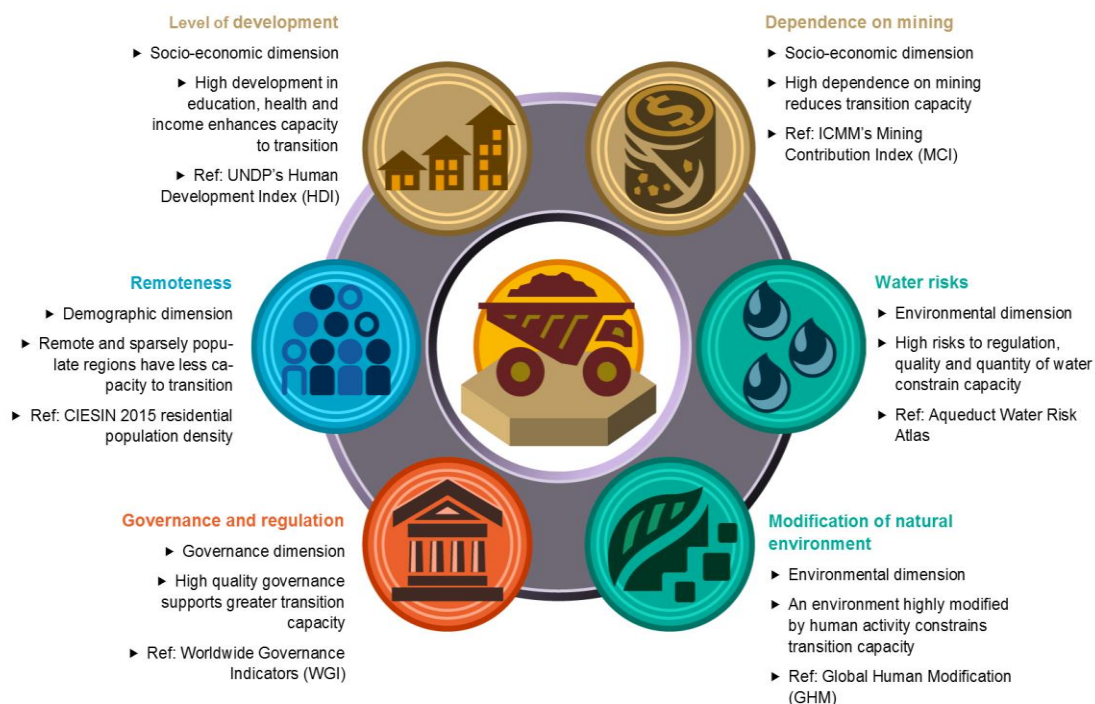 Level of development
► Socio-economic dimension
► High development in
education, health and
income enhances capacity
to transition
► Ref: UNDP's Human
Development Index (HDI)
Dependence on mining
► Socio-economic dimension
► High dependence on mining
reduces transition capacity
► Ref: ICMM's Mining
Contribution Index (MCI)
Remoteness
► Demographic dimension
► Remote and sparsely popu-
late regions have less ca-
pacity to transition
► Ref: CIESIN 2015 residential
population density
Water risks
► Environmental dimension
► High risks to regulation,
quality and quantity of water
constrain capacity
► Ref: Aqueduct Water Risk
Atlas
Governance and regulation
► Governance dimension
► High quality governance
supports greater transition
capacity
► Ref: Worldwide Governance
Indicators (WGI)
Modification of natural
environment
► Environmental dimension
► An environment highly modified
by human activity constrains
transition capacity
► Ref: Global Human Modification
(GHM)
$